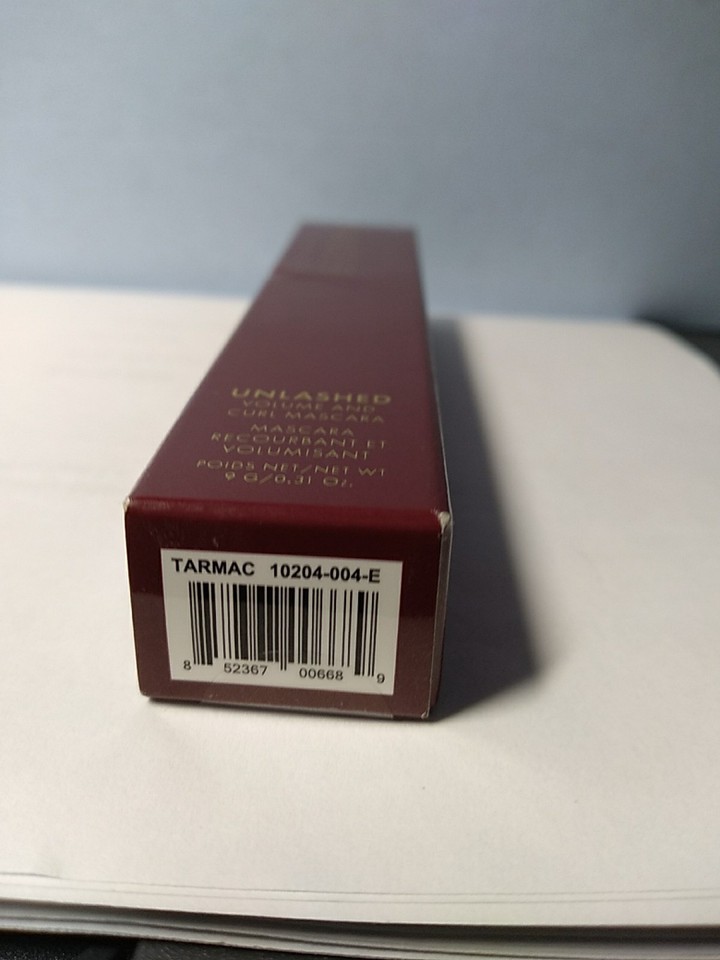 UNLASHED
VOLUME AND
CURL MASCARA
MASCARA
RECOURBANT ET
VOLUMISANT
POIDS NET/NET WT
9 G/0.31 Oz.
TARMAC 10204-004-E
8 52367 00668 9